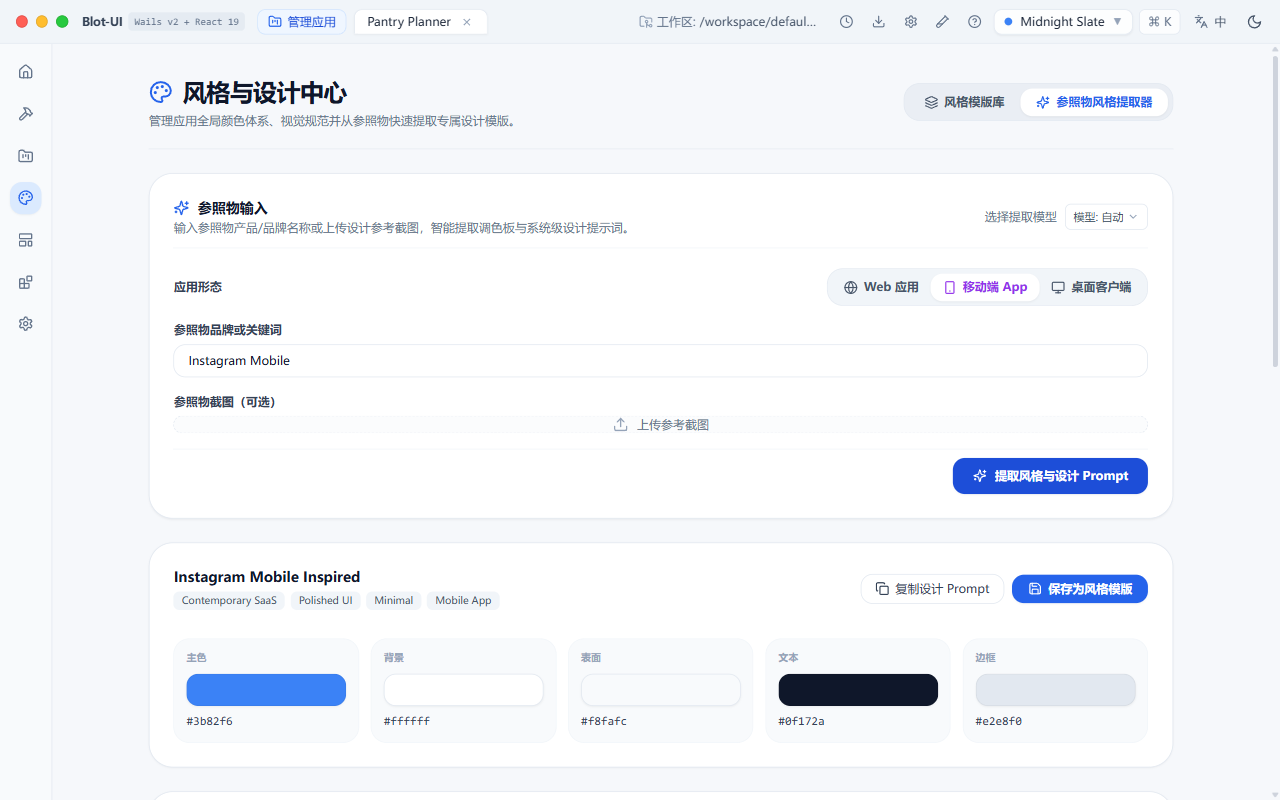 Blot-UI Wails v2 + React 19 管理应用 Pantry Planner 工作区: /workspace/defaul... Midnight Slate ⌘ K 中
风格与设计中心
管理应用全局颜色体系、视觉规范并从参照物快速提取专属设计模版。
风格模版库 参照物风格提取器
参照物输入
输入参照物产品/品牌名称或上传设计参考截图，智能提取调色板与系统级设计提示词。
选择提取模型 模型: 自动
应用形态
Web 应用 移动端 App 桌面客户端
参照物品牌或关键词
Instagram Mobile
参照物截图（可选）
上传参考截图
提取风格与设计 Prompt
Instagram Mobile Inspired
Contemporary SaaS Polished UI Minimal Mobile App
复制设计 Prompt 保存为风格模版
主色 背景 表面 文本 边框
#3b82f6 #ffffff #f8fafc #0f172a #e2e8f0